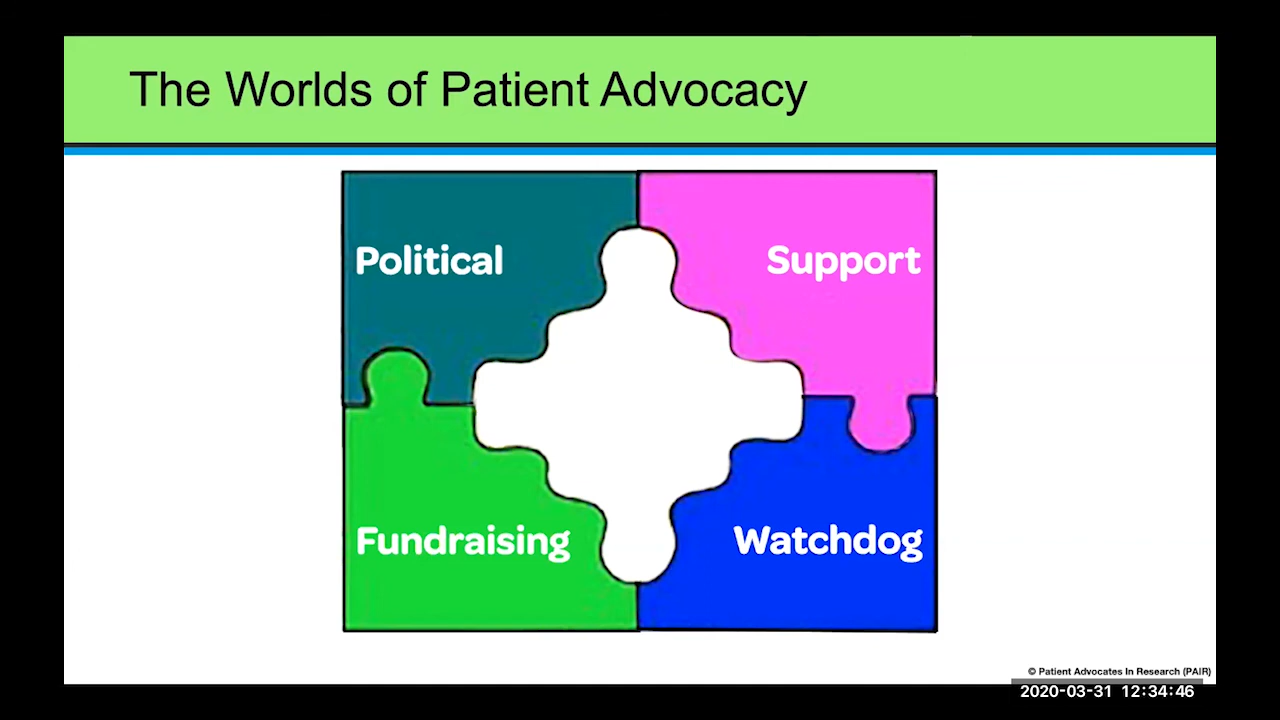 The Worlds of Patient Advocacy
Political
Support
Fundraising
Watchdog
© Patient Advocates In Research (PAIR)
2020-03-31 12:34:46